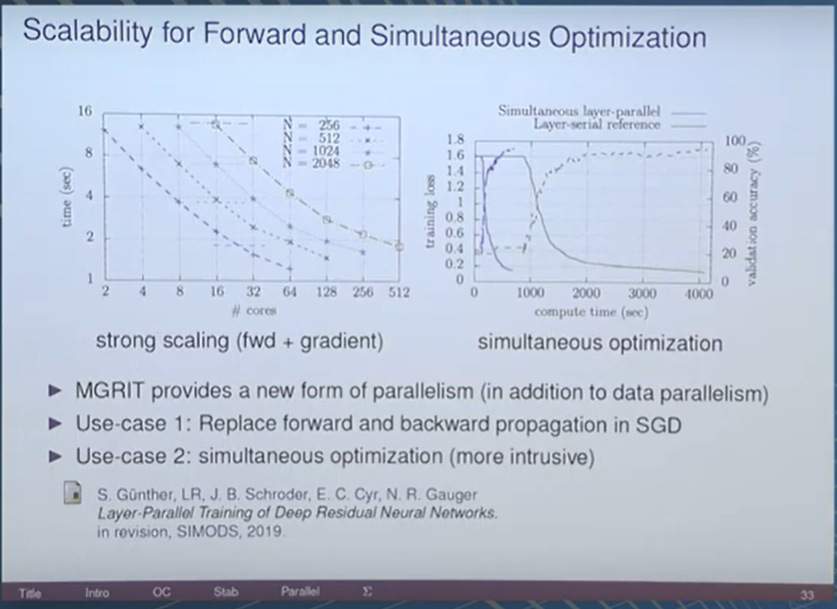 Scalability for Forward and Simultaneous Optimization
16
8
4
2
1
time (sec)
2 4 8 16 32 64 128 256 512
# cores
N = 256
N = 512
N = 1024
N = 2048
strong scaling (fwd + gradient)
Simultaneous layer-parallel
Layer-serial reference
1.8
1.6
1.4
1.2
1
0.8
0.6
0.4
0.2
0
training loss
100
80
60
40
20
0
validation accuracy (%)
0 1000 2000 3000 4000
compute time (sec)
simultaneous optimization
► MGRIT provides a new form of parallelism (in addition to data parallelism)
► Use-case 1: Replace forward and backward propagation in SGD
► Use-case 2: simultaneous optimization (more intrusive)
S. Günther, LR, J. B. Schroder, E. C. Cyr, N. R. Gauger
Layer-Parallel Training of Deep Residual Neural Networks.
in revision, SIMODS, 2019.
Title Intro OC Stab Parallel Σ 33